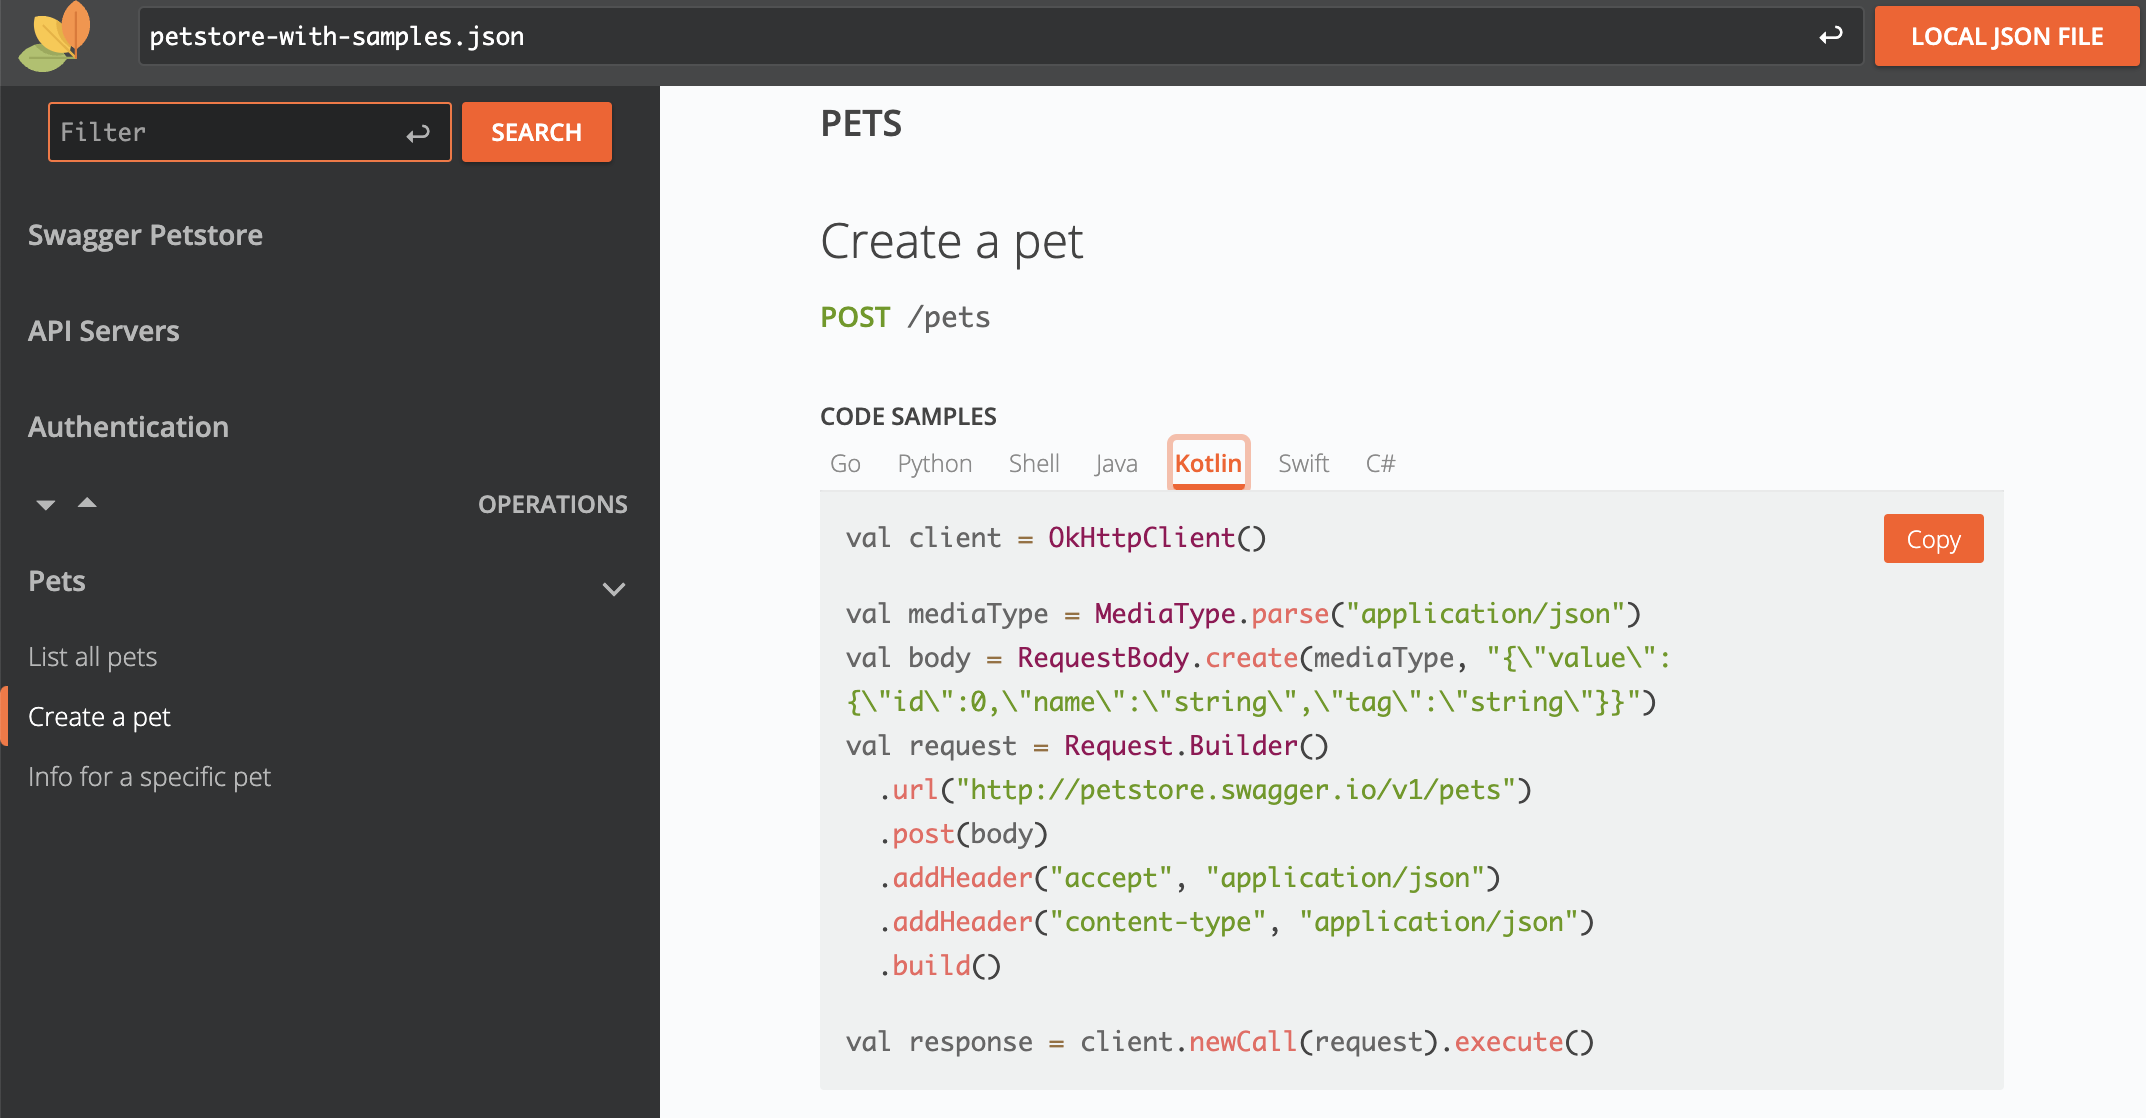 petstore-with-samples.json
LOCAL JSON FILE
Filter
SEARCH
Swagger Petstore
API Servers
Authentication
OPERATIONS
Pets
List all pets
Create a pet
Info for a specific pet
PETS
Create a pet
POST /pets
CODE SAMPLES
Go Python Shell Java Kotlin Swift C#
Copy
val client = OkHttpClient()
val mediaType = MediaType.parse("application/json")
val body = RequestBody.create(mediaType, "{\"value\":
{\"id\":0,\"name\":\"string\",\"tag\":\"string\"}}")
val request = Request.Builder()
  .url("http://petstore.swagger.io/v1/pets")
  .post(body)
  .addHeader("accept", "application/json")
  .addHeader("content-type", "application/json")
  .build()
val response = client.newCall(request).execute()